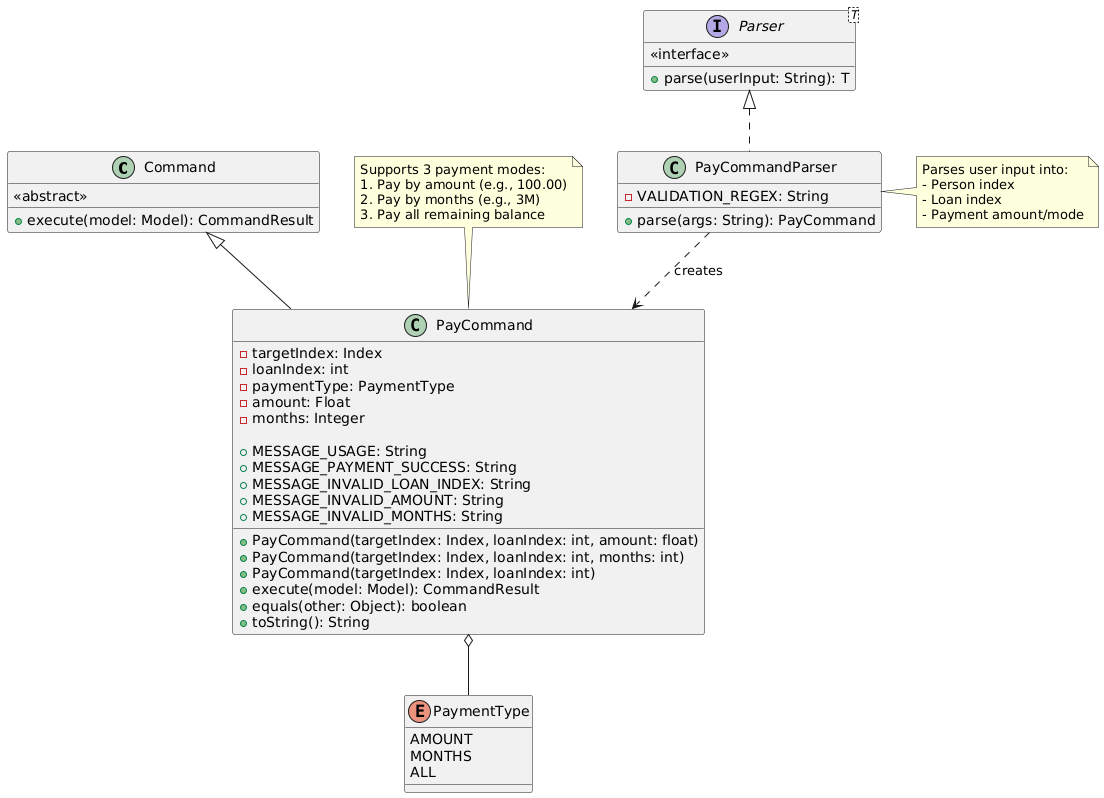 I Parser
T
«interface»
parse(userInput: String): T
C Command
«abstract»
execute(model: Model): CommandResult
Supports 3 payment modes:
1. Pay by amount (e.g., 100.00)
2. Pay by months (e.g., 3M)
3. Pay all remaining balance
C PayCommandParser
VALIDATION_REGEX: String
parse(args: String): PayCommand
Parses user input into:
- Person index
- Loan index
- Payment amount/mode
creates
C PayCommand
targetIndex: Index
loanIndex: int
paymentType: PaymentType
amount: Float
months: Integer
MESSAGE_USAGE: String
MESSAGE_PAYMENT_SUCCESS: String
MESSAGE_INVALID_LOAN_INDEX: String
MESSAGE_INVALID_AMOUNT: String
MESSAGE_INVALID_MONTHS: String
PayCommand(targetIndex: Index, loanIndex: int, amount: float)
PayCommand(targetIndex: Index, loanIndex: int, months: int)
PayCommand(targetIndex: Index, loanIndex: int)
execute(model: Model): CommandResult
equals(other: Object): boolean
toString(): String
E PaymentType
AMOUNT
MONTHS
ALL